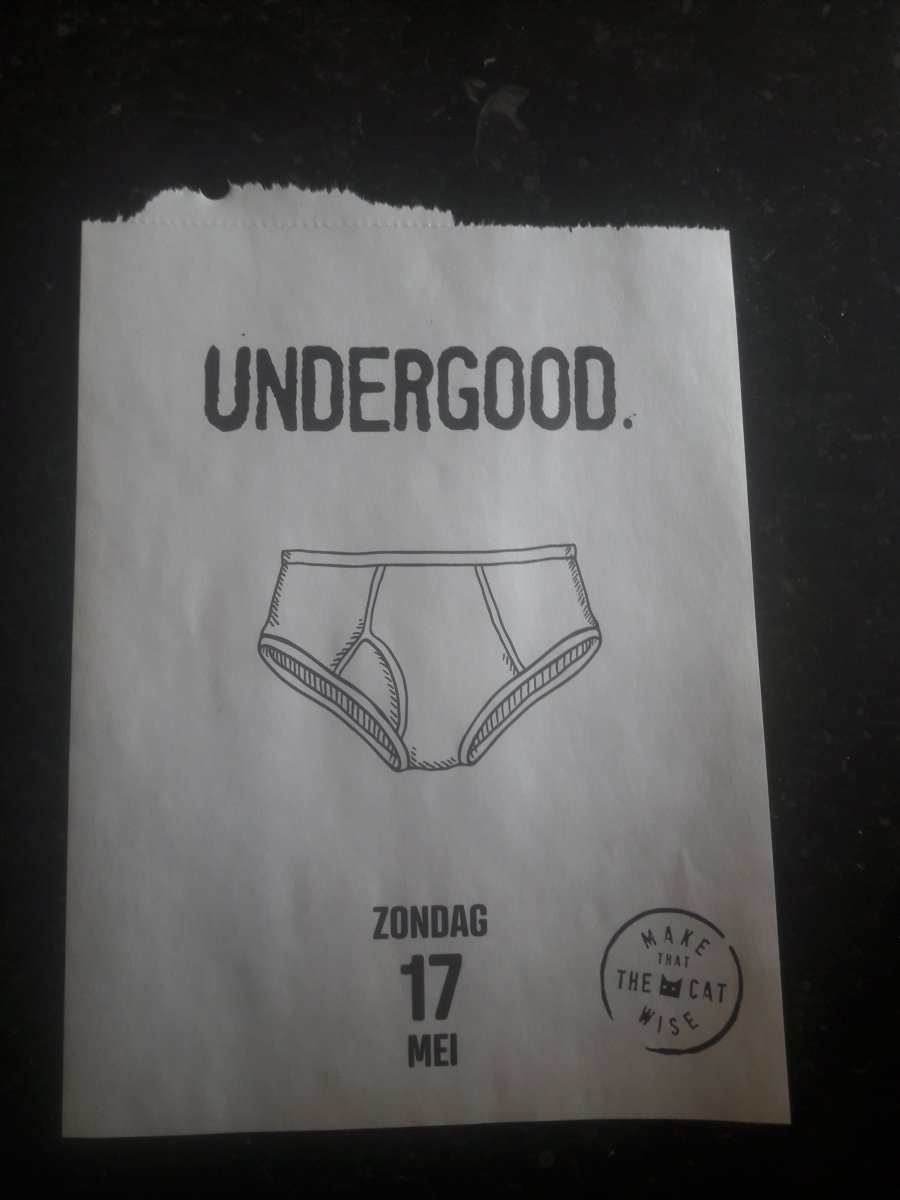 UNDERGOOD.
ZONDAG
17
MEI
MAKE
THAT
THE CAT
WISE